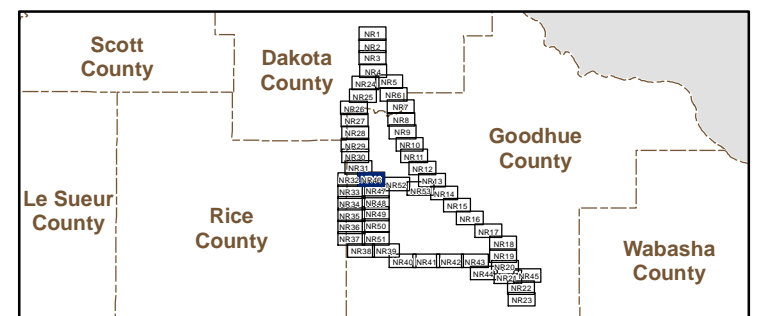 Scott
County
Dakota
County
Goodhue
County
Le Sueur
County
Rice
County
Wabasha
County
NR1
NR2
NR3
NR4
NR24 NR5
NR25 NR6
NR26 NR7
NR27 NR8
NR28 NR9
NR29 NR10
NR30 NR11
NR31 NR12
NR32 NR46 NR52 NR13
NR33 NR47 NR53 NR14
NR34 NR48 NR15
NR35 NR49 NR16
NR36 NR50 NR17
NR37 NR51 NR18
NR38 NR39 NR19
NR40 NR41 NR42 NR43 NR20
NR44 NR21 NR45
NR22
NR23